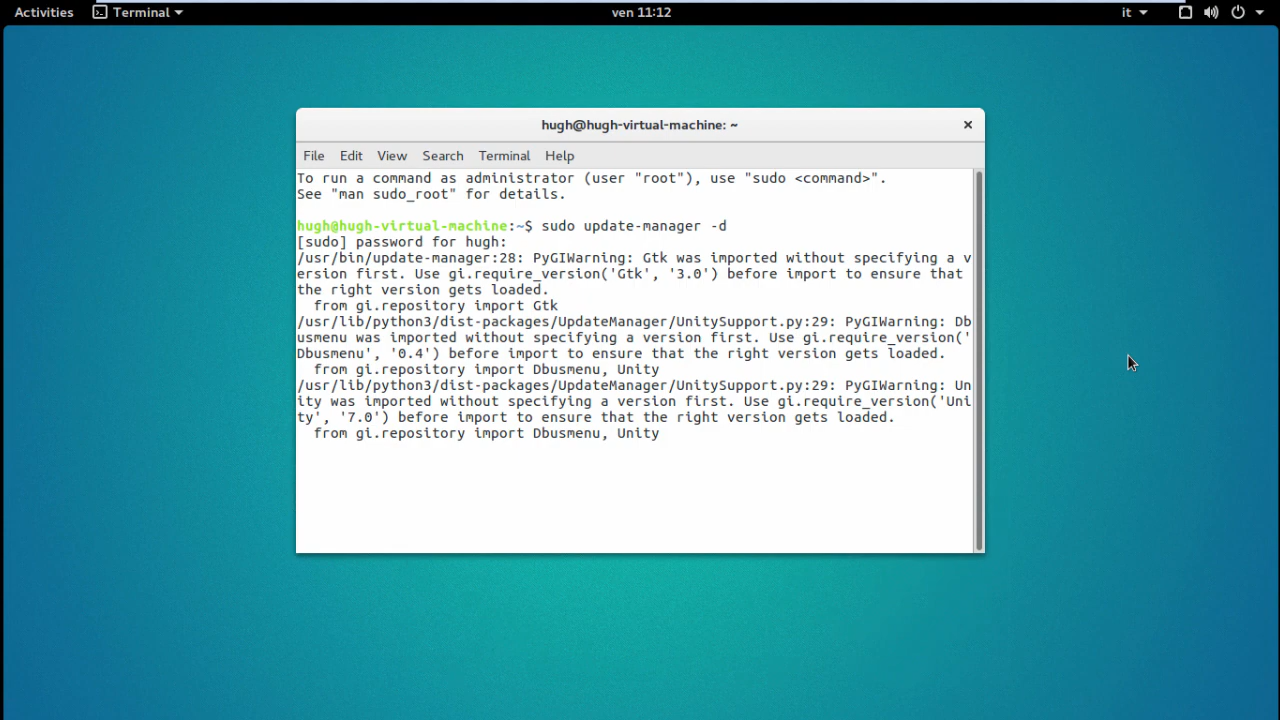 Activities Terminal ven 11:12 it
hugh@hugh-virtual-machine: ~
File Edit View Search Terminal Help
To run a command as administrator (user "root"), use "sudo <command>".
See "man sudo_root" for details.
hugh@hugh-virtual-machine:~$ sudo update-manager -d
[sudo] password for hugh:
/usr/bin/update-manager:28: PyGIWarning: Gtk was imported without specifying a v
ersion first. Use gi.require_version('Gtk', '3.0') before import to ensure that
the right version gets loaded.
  from gi.repository import Gtk
/usr/lib/python3/dist-packages/UpdateManager/UnitySupport.py:29: PyGIWarning: Db
usmenu was imported without specifying a version first. Use gi.require_version('
Dbusmenu', '0.4') before import to ensure that the right version gets loaded.
  from gi.repository import Dbusmenu, Unity
/usr/lib/python3/dist-packages/UpdateManager/UnitySupport.py:29: PyGIWarning: Un
ity was imported without specifying a version first. Use gi.require_version('Uni
ty', '7.0') before import to ensure that the right version gets loaded.
  from gi.repository import Dbusmenu, Unity